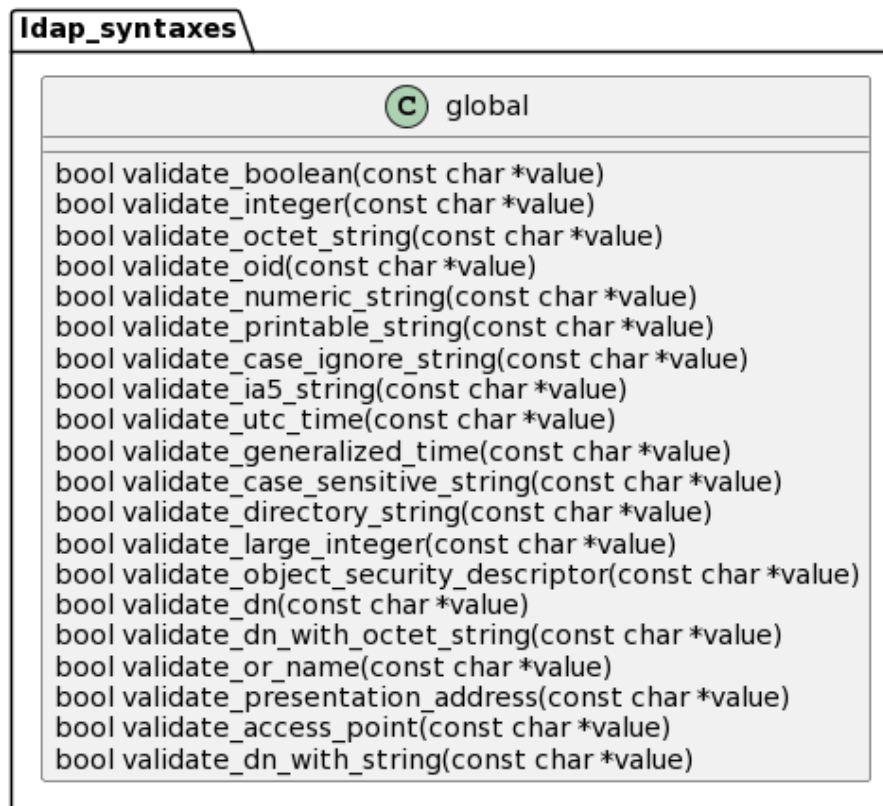 ldap_syntaxes
C global
bool validate_boolean(const char *value)
bool validate_integer(const char *value)
bool validate_octet_string(const char *value)
bool validate_oid(const char *value)
bool validate_numeric_string(const char *value)
bool validate_printable_string(const char *value)
bool validate_case_ignore_string(const char *value)
bool validate_ia5_string(const char *value)
bool validate_utc_time(const char *value)
bool validate_generalized_time(const char *value)
bool validate_case_sensitive_string(const char *value)
bool validate_directory_string(const char *value)
bool validate_large_integer(const char *value)
bool validate_object_security_descriptor(const char *value)
bool validate_dn(const char *value)
bool validate_dn_with_octet_string(const char *value)
bool validate_or_name(const char *value)
bool validate_presentation_address(const char *value)
bool validate_access_point(const char *value)
bool validate_dn_with_string(const char *value)